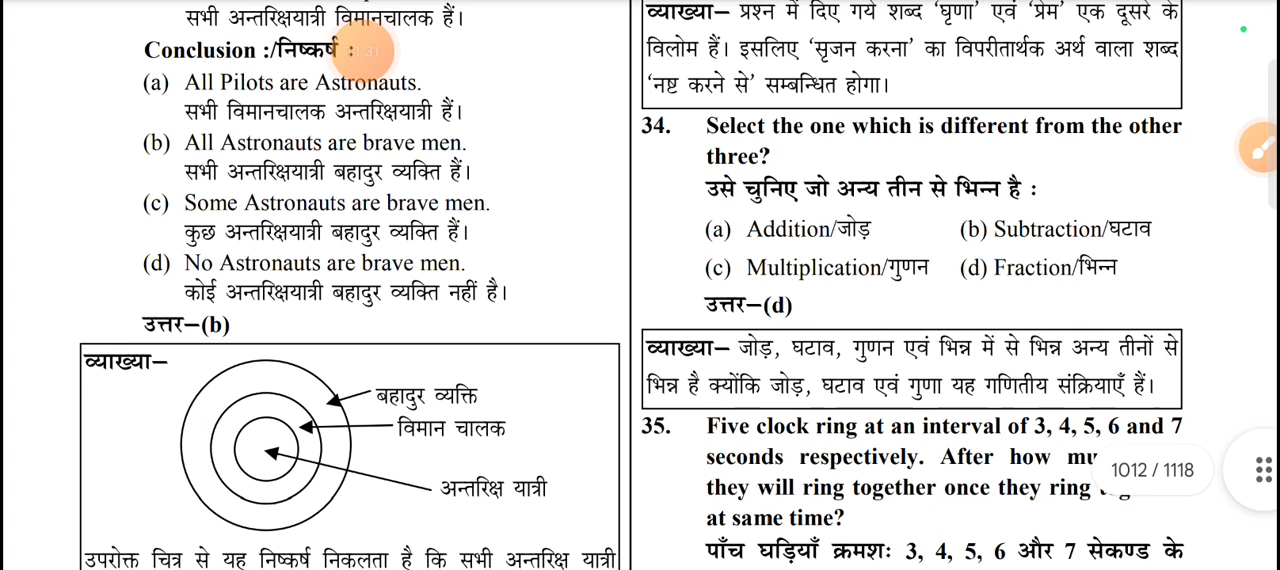 सभी अन्तरिक्षयात्री विमानचालक हैं।
Conclusion :/निष्कर्ष :
(a) All Pilots are Astronauts.
सभी विमानचालक अन्तरिक्षयात्री हैं।
(b) All Astronauts are brave men.
सभी अन्तरिक्षयात्री बहादुर व्यक्ति हैं।
(c) Some Astronauts are brave men.
कुछ अन्तरिक्षयात्री बहादुर व्यक्ति हैं।
(d) No Astronauts are brave men.
कोई अन्तरिक्षयात्री बहादुर व्यक्ति नहीं है।
उत्तर–(b)
व्याख्या–
बहादुर व्यक्ति
विमान चालक
अन्तरिक्ष यात्री
उपरोक्त चित्र से यह निष्कर्ष निकलता है कि सभी अन्तरिक्ष यात्री
व्याख्या– प्रश्न में दिए गये शब्द 'घृणा' एवं 'प्रेम' एक दूसरे के
विलोम हैं। इसलिए 'सृजन करना' का विपरीतार्थक अर्थ वाला शब्द
'नष्ट करने से' सम्बन्धित होगा।
34. Select the one which is different from the other
three?
उसे चुनिए जो अन्य तीन से भिन्न है :
(a) Addition/जोड़ (b) Subtraction/घटाव
(c) Multiplication/गुणन (d) Fraction/भिन्न
उत्तर–(d)
व्याख्या– जोड़, घटाव, गुणन एवं भिन्न में से भिन्न अन्य तीनों से
भिन्न है क्योंकि जोड़, घटाव एवं गुणा यह गणितीय संक्रियाएँ हैं।
35. Five clock ring at an interval of 3, 4, 5, 6 and 7
seconds respectively. After how
they will ring together once they ring
at same time?
पाँच घड़ियाँ क्रमशः 3, 4, 5, 6 और 7 सेकण्ड के
1012 / 1118